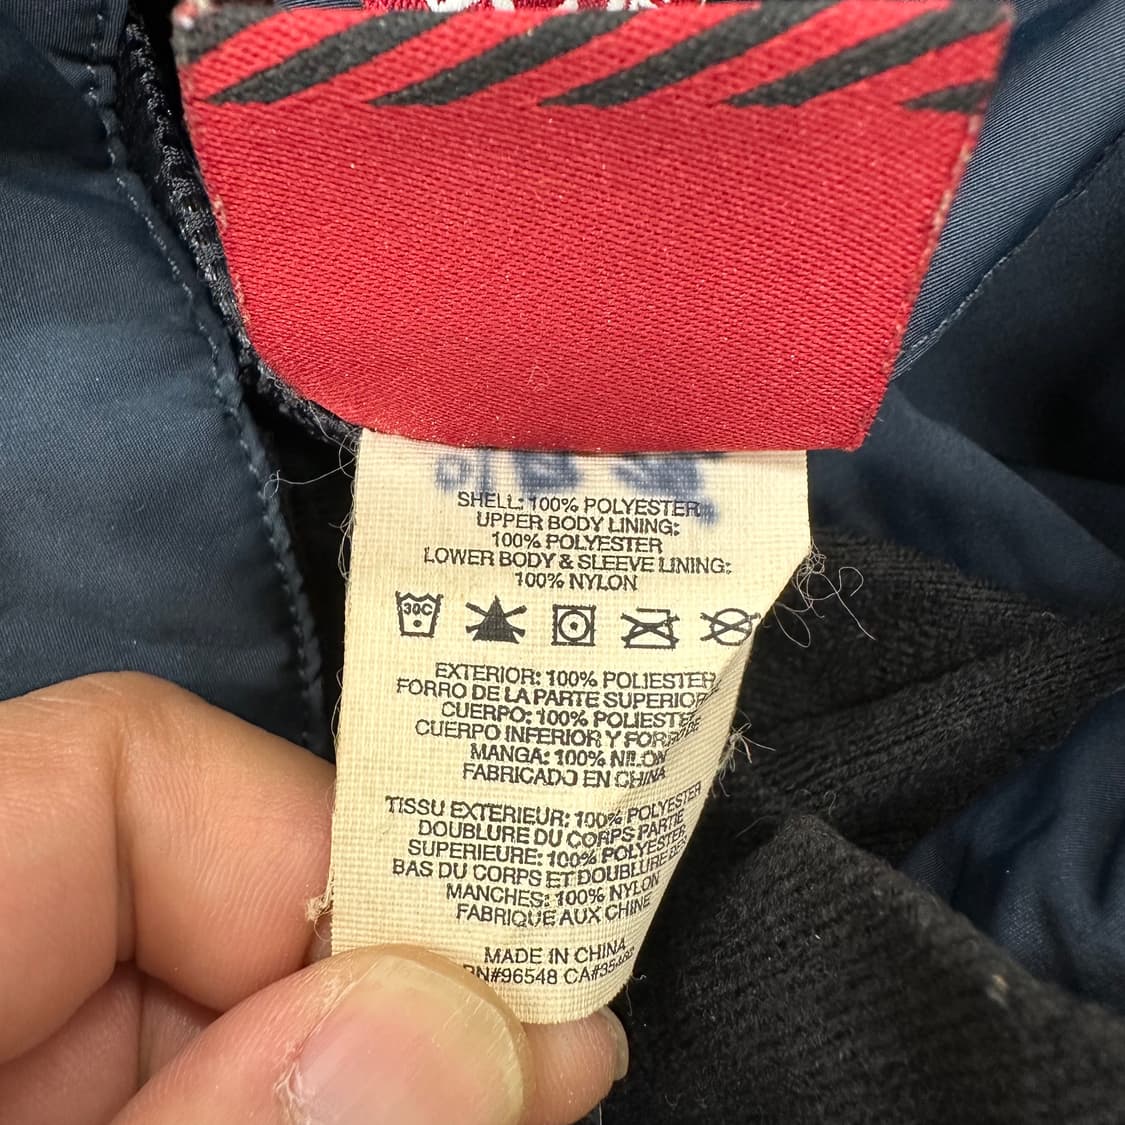 SHELL: 100% POLYESTER
UPPER BODY LINING:
100% POLYESTER
LOWER BODY & SLEEVE LINING:
100% NYLON
30C
EXTERIOR: 100% POLIESTER
FORRO DE LA PARTE SUPERIOR
CUERPO: 100% POLIESTER
CUERPO INFERIOR Y FORRO DE
MANGA: 100% NILON
FABRICADO EN CHINA
TISSU EXTERIEUR: 100% POLYESTER
DOUBLURE DU CORPS PARTIE
SUPERIEURE: 100% POLYESTER
BAS DU CORPS ET DOUBLURE DES
MANCHES: 100% NYLON
FABRIQUE AUX CHINE
MADE IN CHINA
RN#96548